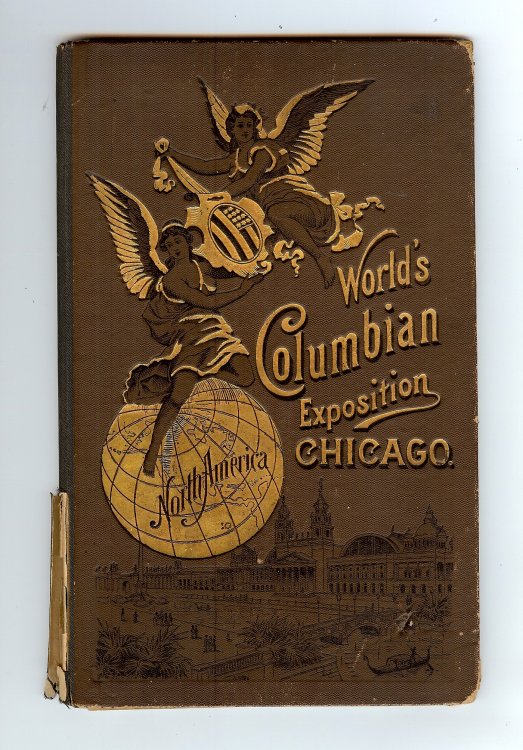 World's
Columbian
Exposition
CHICAGO.
North America